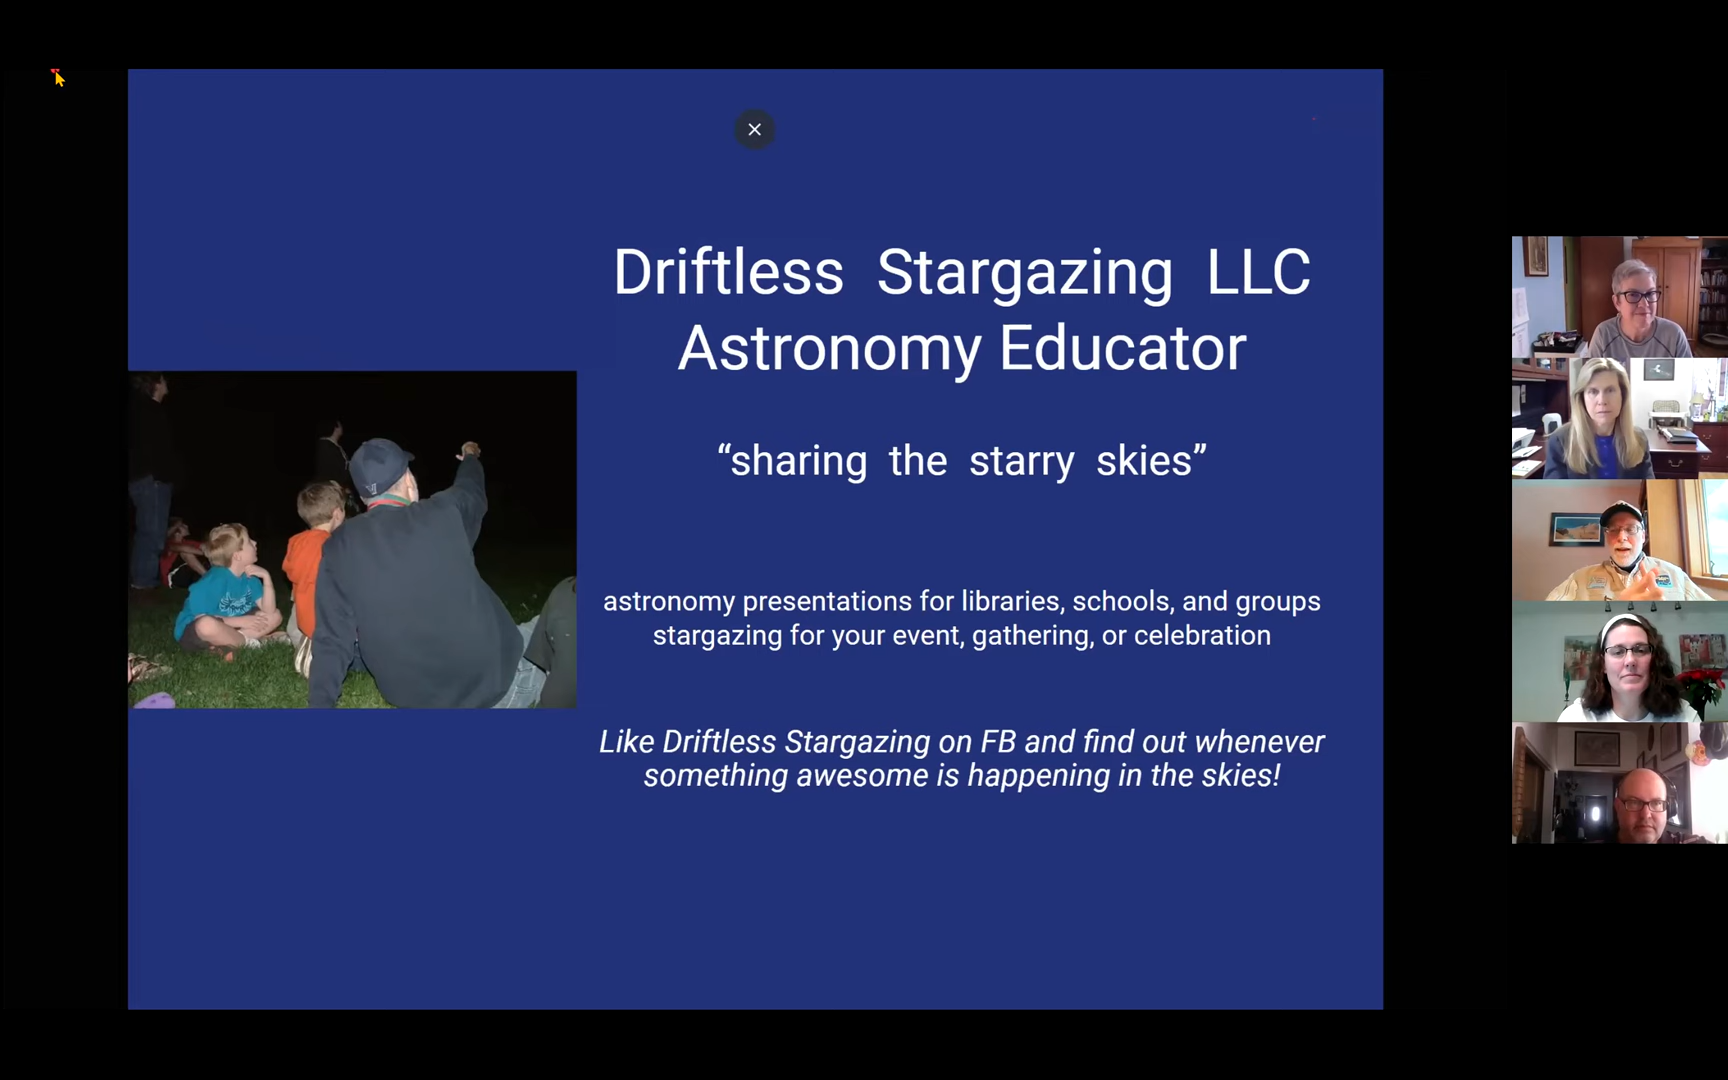 Driftless Stargazing LLC
Astronomy Educator
“sharing the starry skies”
astronomy presentations for libraries, schools, and groups
stargazing for your event, gathering, or celebration
Like Driftless Stargazing on FB and find out whenever
something awesome is happening in the skies!